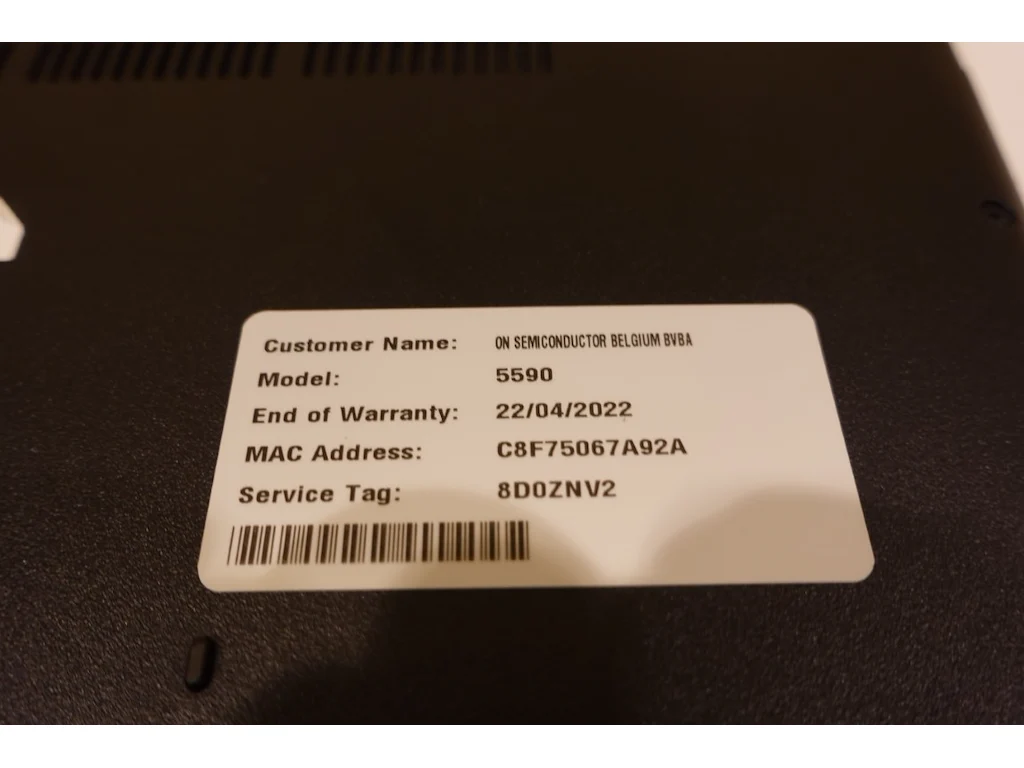 Customer Name: ON SEMICONDUCTOR BELGIUM BVBA
Model: 5590
End of Warranty: 22/04/2022
MAC Address: C8F75067A92A
Service Tag: 8D0ZNV2